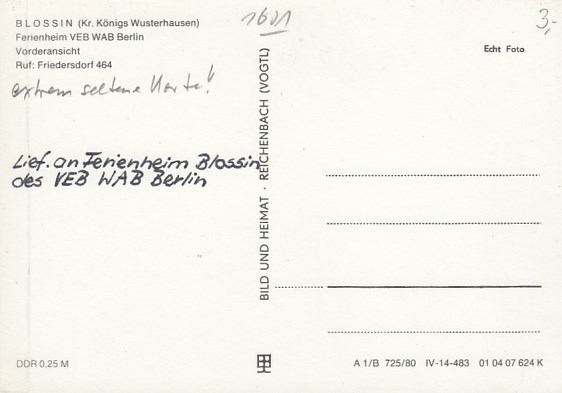 BLOSSIN (Kr. Königs Wusterhausen)
Ferienheim VEB WAB Berlin
Vorderansicht
Ruf: Friedersdorf 464
extrem seltene Karte!
Lief. an Ferienheim Blossin
des VEB WAB Berlin
DDR 0,25 M
BILD UND HEIMAT · REICHENBACH (VOGTL)
1601
3,-
Echt Foto
A 1/B 725/80 IV-14-483 01 04 07 624 K